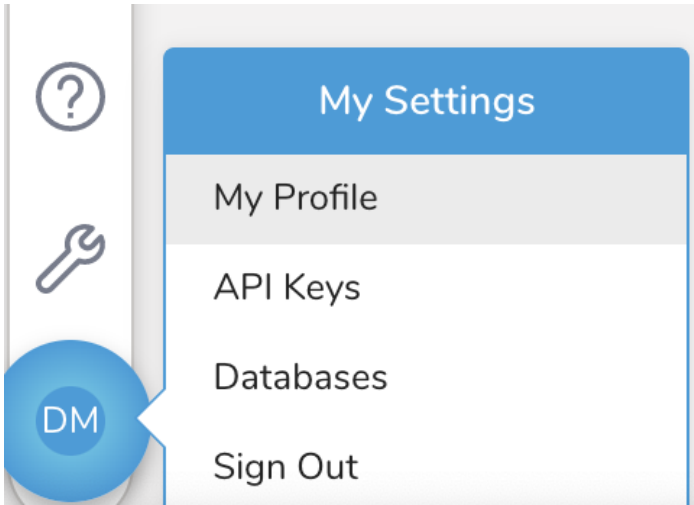 ?
My Settings
My Profile
API Keys
Databases
DM
Sign Out